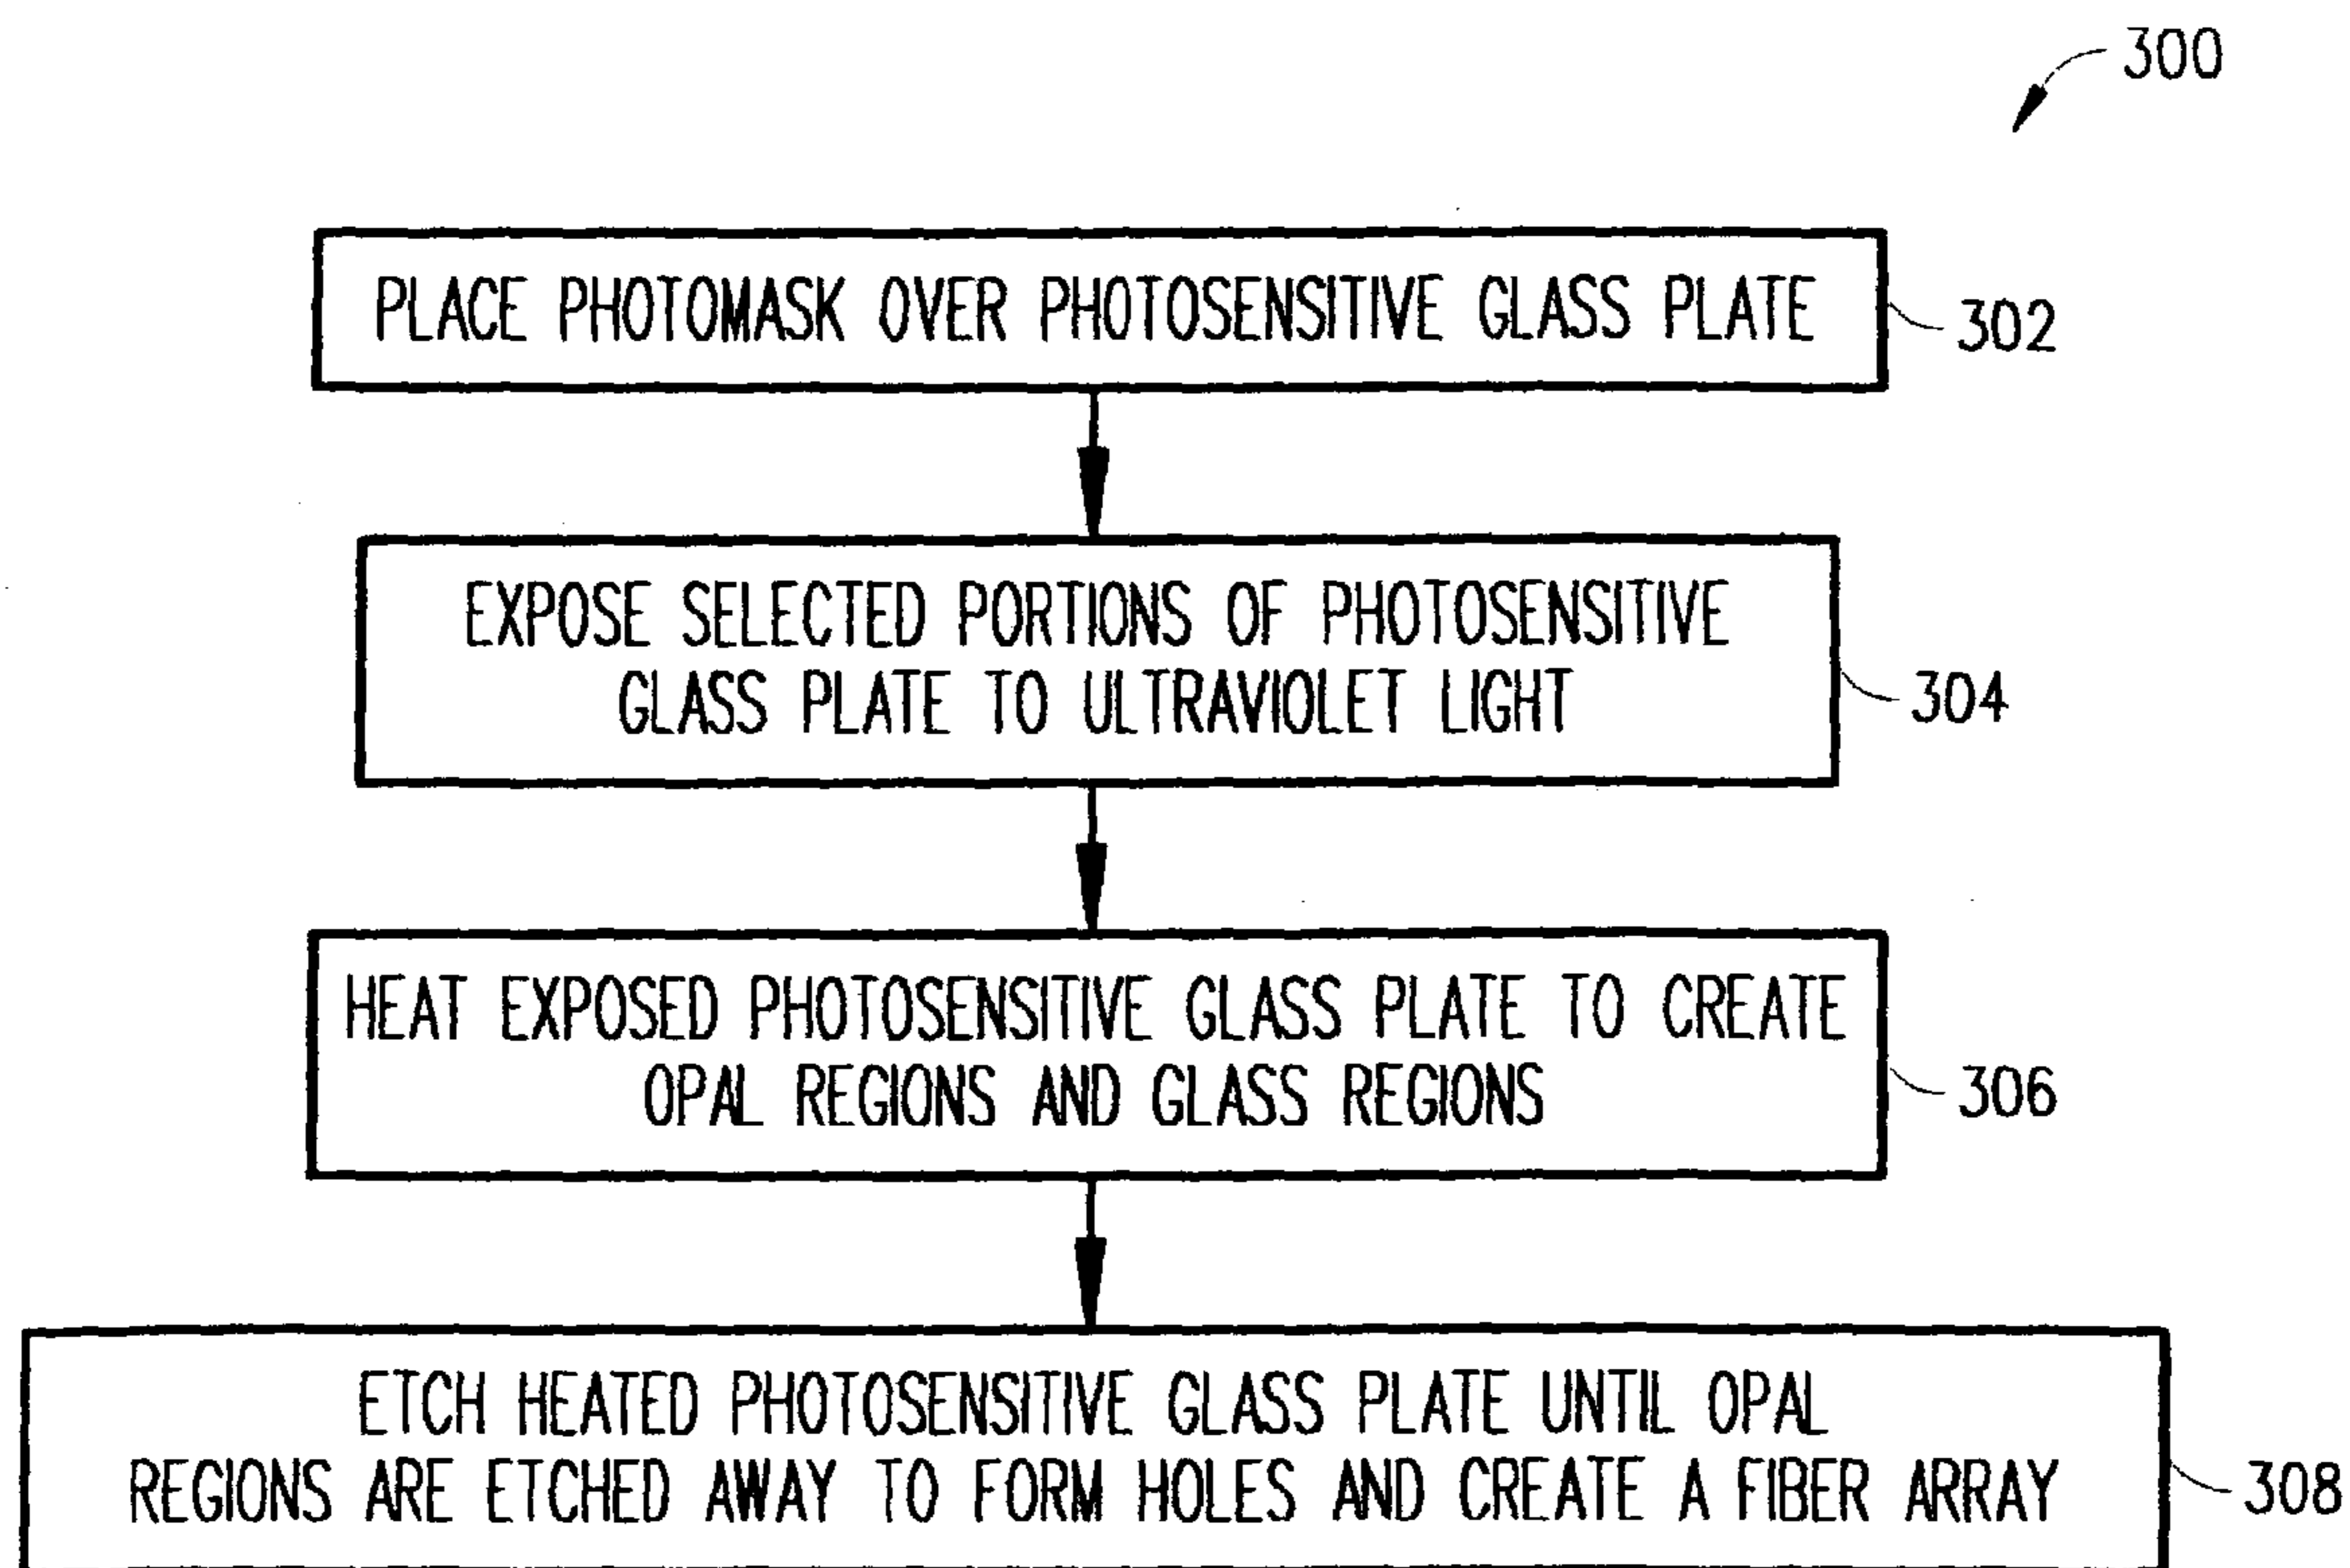 300
PLACE PHOTOMASK OVER PHOTOSENSITIVE GLASS PLATE
302
EXPOSE SELECTED PORTIONS OF PHOTOSENSITIVE
GLASS PLATE TO ULTRAVIOLET LIGHT
304
HEAT EXPOSED PHOTOSENSITIVE GLASS PLATE TO CREATE
OPAL REGIONS AND GLASS REGIONS
306
ETCH HEATED PHOTOSENSITIVE GLASS PLATE UNTIL OPAL
REGIONS ARE ETCHED AWAY TO FORM HOLES AND CREATE A FIBER ARRAY
308